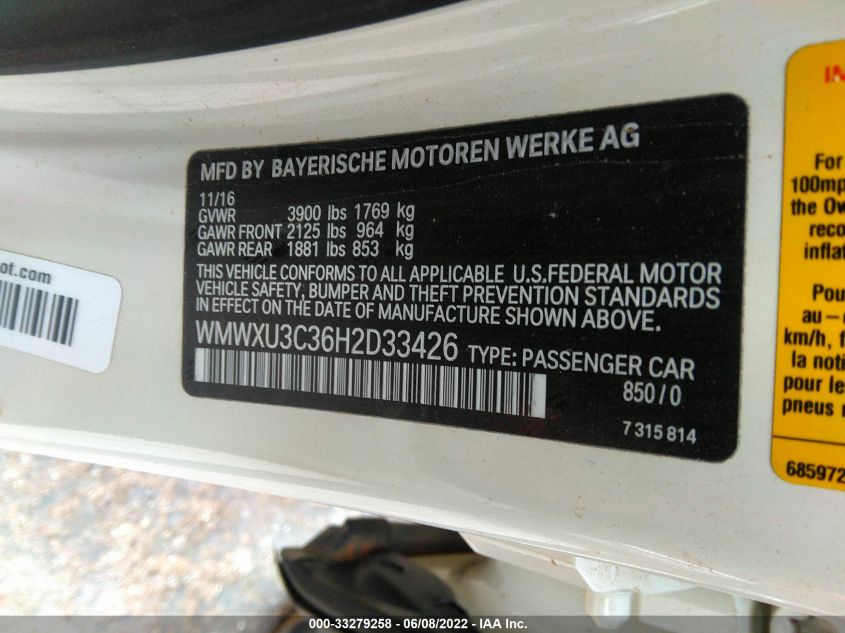 MFD BY BAYERISCHE MOTOREN WERKE AG
11/16
GVWR 3900 lbs 1769 kg
GAWR FRONT 2125 lbs 964 kg
GAWR REAR 1881 lbs 853 kg
THIS VEHICLE CONFORMS TO ALL APPLICABLE U.S.FEDERAL MOTOR
VEHICLE SAFETY, BUMPER AND THEFT PREVENTION STANDARDS
IN EFFECT ON THE DATE OF MANUFACTURE SHOWN ABOVE.
WMWXU3C36H2D33426 TYPE: PASSENGER CAR
850/0
7 315 814
ot.com
426
For
100mp
the Ow
reco
infla
Pou
au-
km/h, f
la noti
pour le
pneus
685972
000-33279258 - 06/08/2022 - IAA Inc.